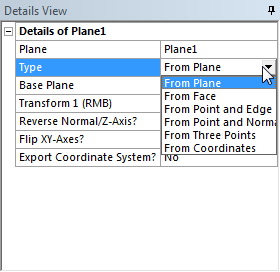 Details View
Details of Plane1
Plane Plane1
Type From Plane
Base Plane From Plane
Transform 1 (RMB) From Face
Reverse Normal/Z-Axis? From Point and Edge
From Point and Norma
Flip XY-Axes? From Three Points
From Coordinates
Export Coordinate System? No